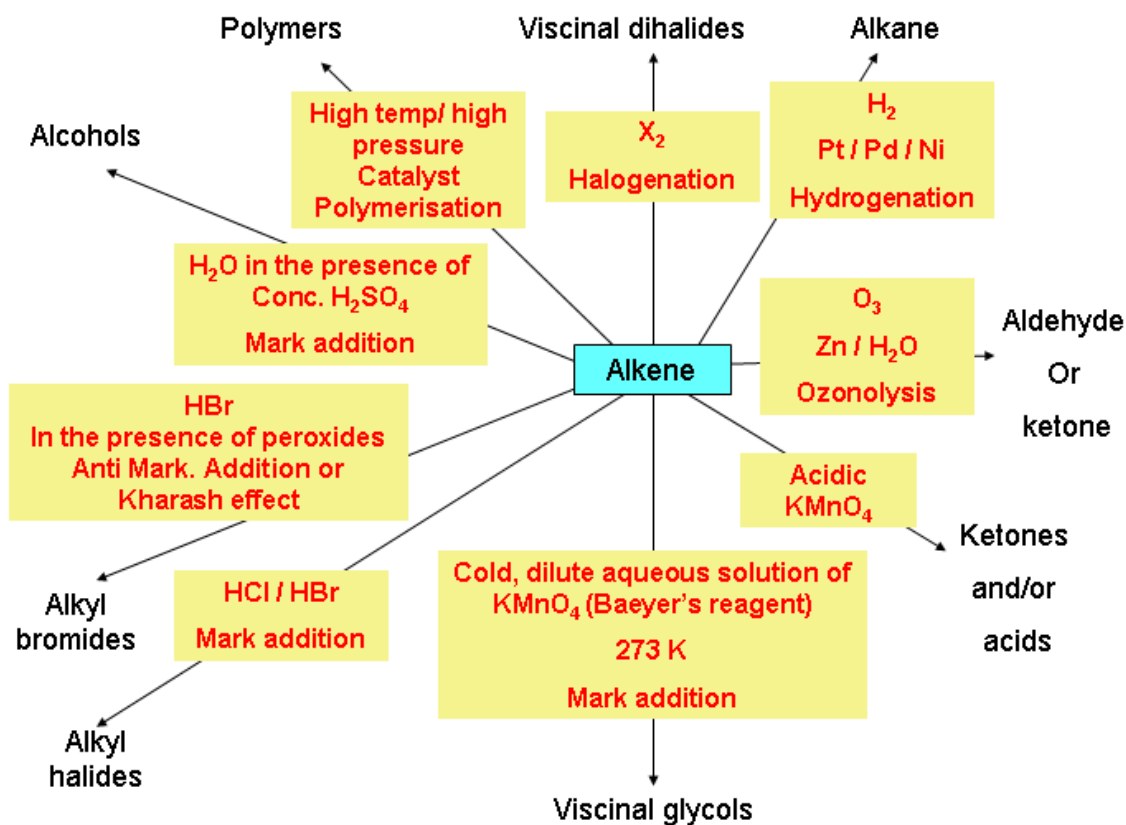 Polymers
Viscinal dihalides
Alkane
Alcohols
High temp/ high
pressure
Catalyst
Polymerisation
X₂
Halogenation
H₂
Pt / Pd / Ni
Hydrogenation
H₂O in the presence of
Conc. H₂SO₄
Mark addition
Alkene
O₃
Zn / H₂O
Ozonolysis
Aldehyde
Or
ketone
HBr
In the presence of peroxides
Anti Mark. Addition or
Kharash effect
Acidic
KMnO₄
Ketones
and/or
acids
Alkyl
bromides
HCl / HBr
Mark addition
Cold, dilute aqueous solution of
KMnO₄ (Baeyer's reagent)
273 K
Mark addition
Alkyl
halides
Viscinal glycols